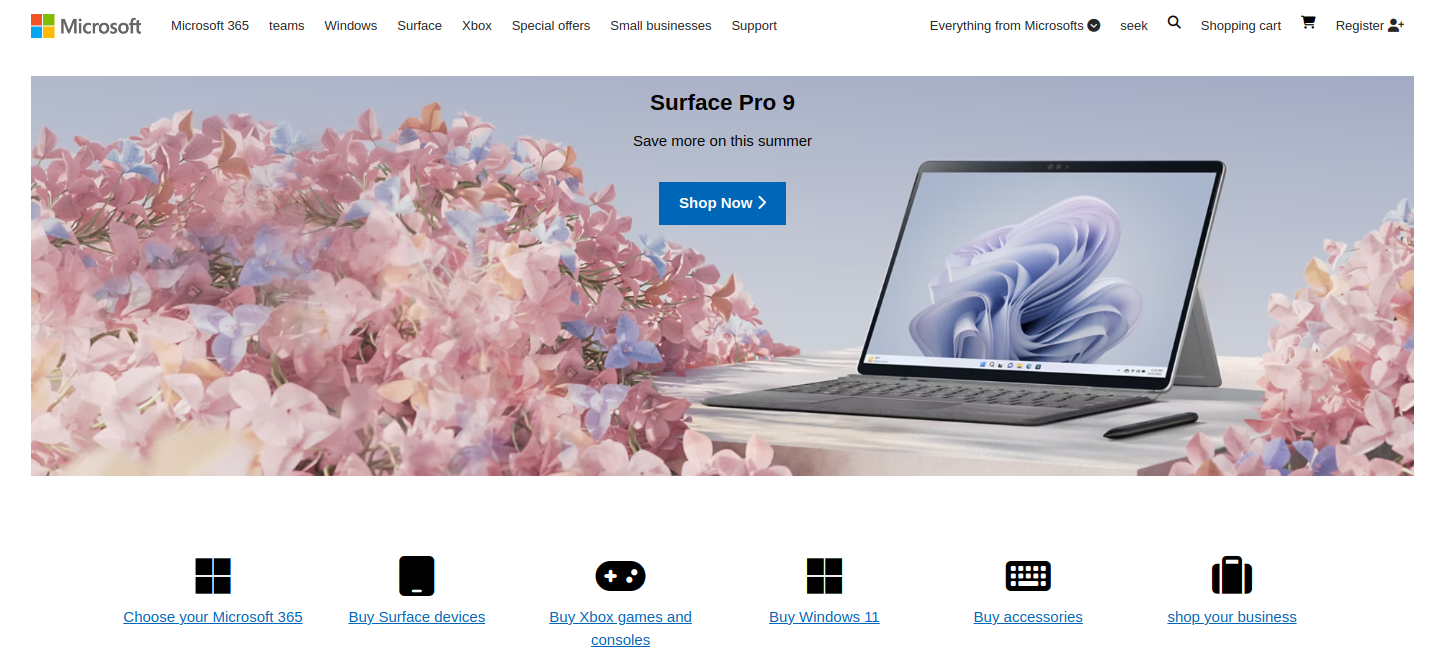 Microsoft
Microsoft 365 teams Windows Surface Xbox Special offers Small businesses Support
Everything from Microsofts seek Shopping cart Register
Surface Pro 9
Save more on this summer
Shop Now
Choose your Microsoft 365
Buy Surface devices
Buy Xbox games and
consoles
Buy Windows 11
Buy accessories
shop your business